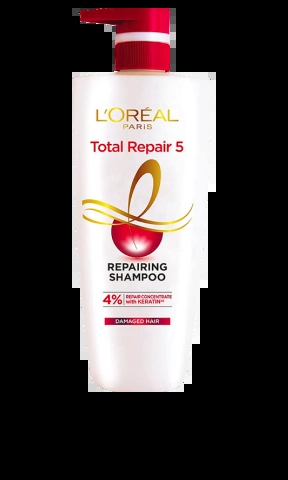 L'ORÉAL
PARIS
Total Repair 5
REPAIRING
SHAMPOO
4%
REPAIR CONCENTRATE
with KERATIN
DAMAGED HAIR